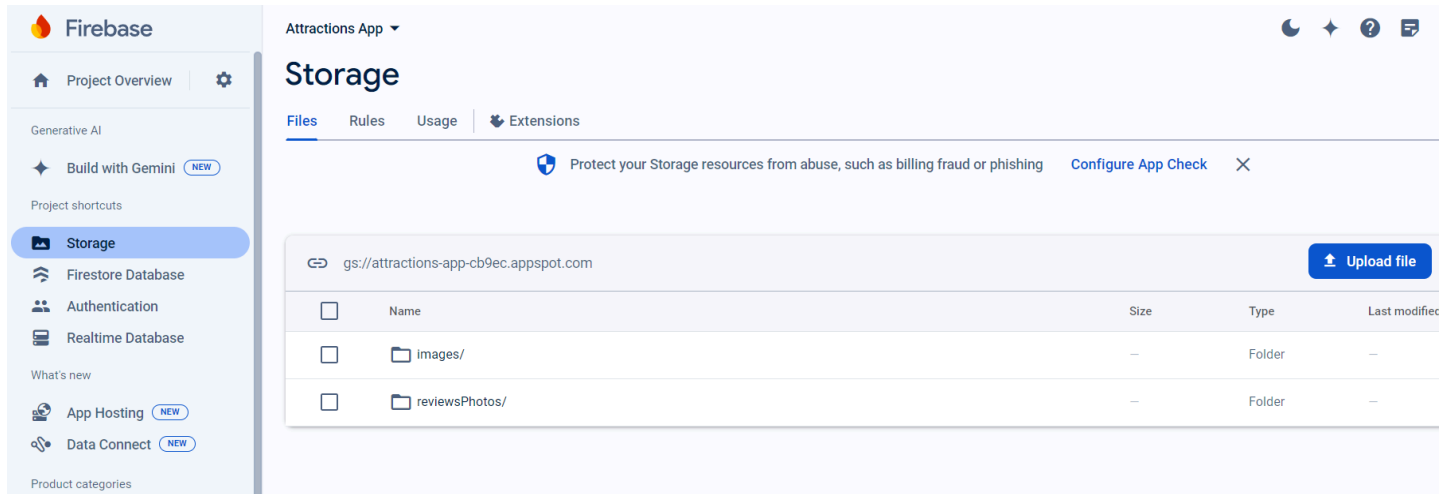 Firebase
Project Overview
Generative AI
Build with Gemini NEW
Project shortcuts
Storage
Firestore Database
Authentication
Realtime Database
What's new
App Hosting NEW
Data Connect NEW
Product categories
Attractions App
Storage
Files Rules Usage Extensions
Protect your Storage resources from abuse, such as billing fraud or phishing Configure App Check
gs://attractions-app-cb9ec.appspot.com Upload file
Name Size Type Last modified
images/ – Folder –
reviewsPhotos/ – Folder –